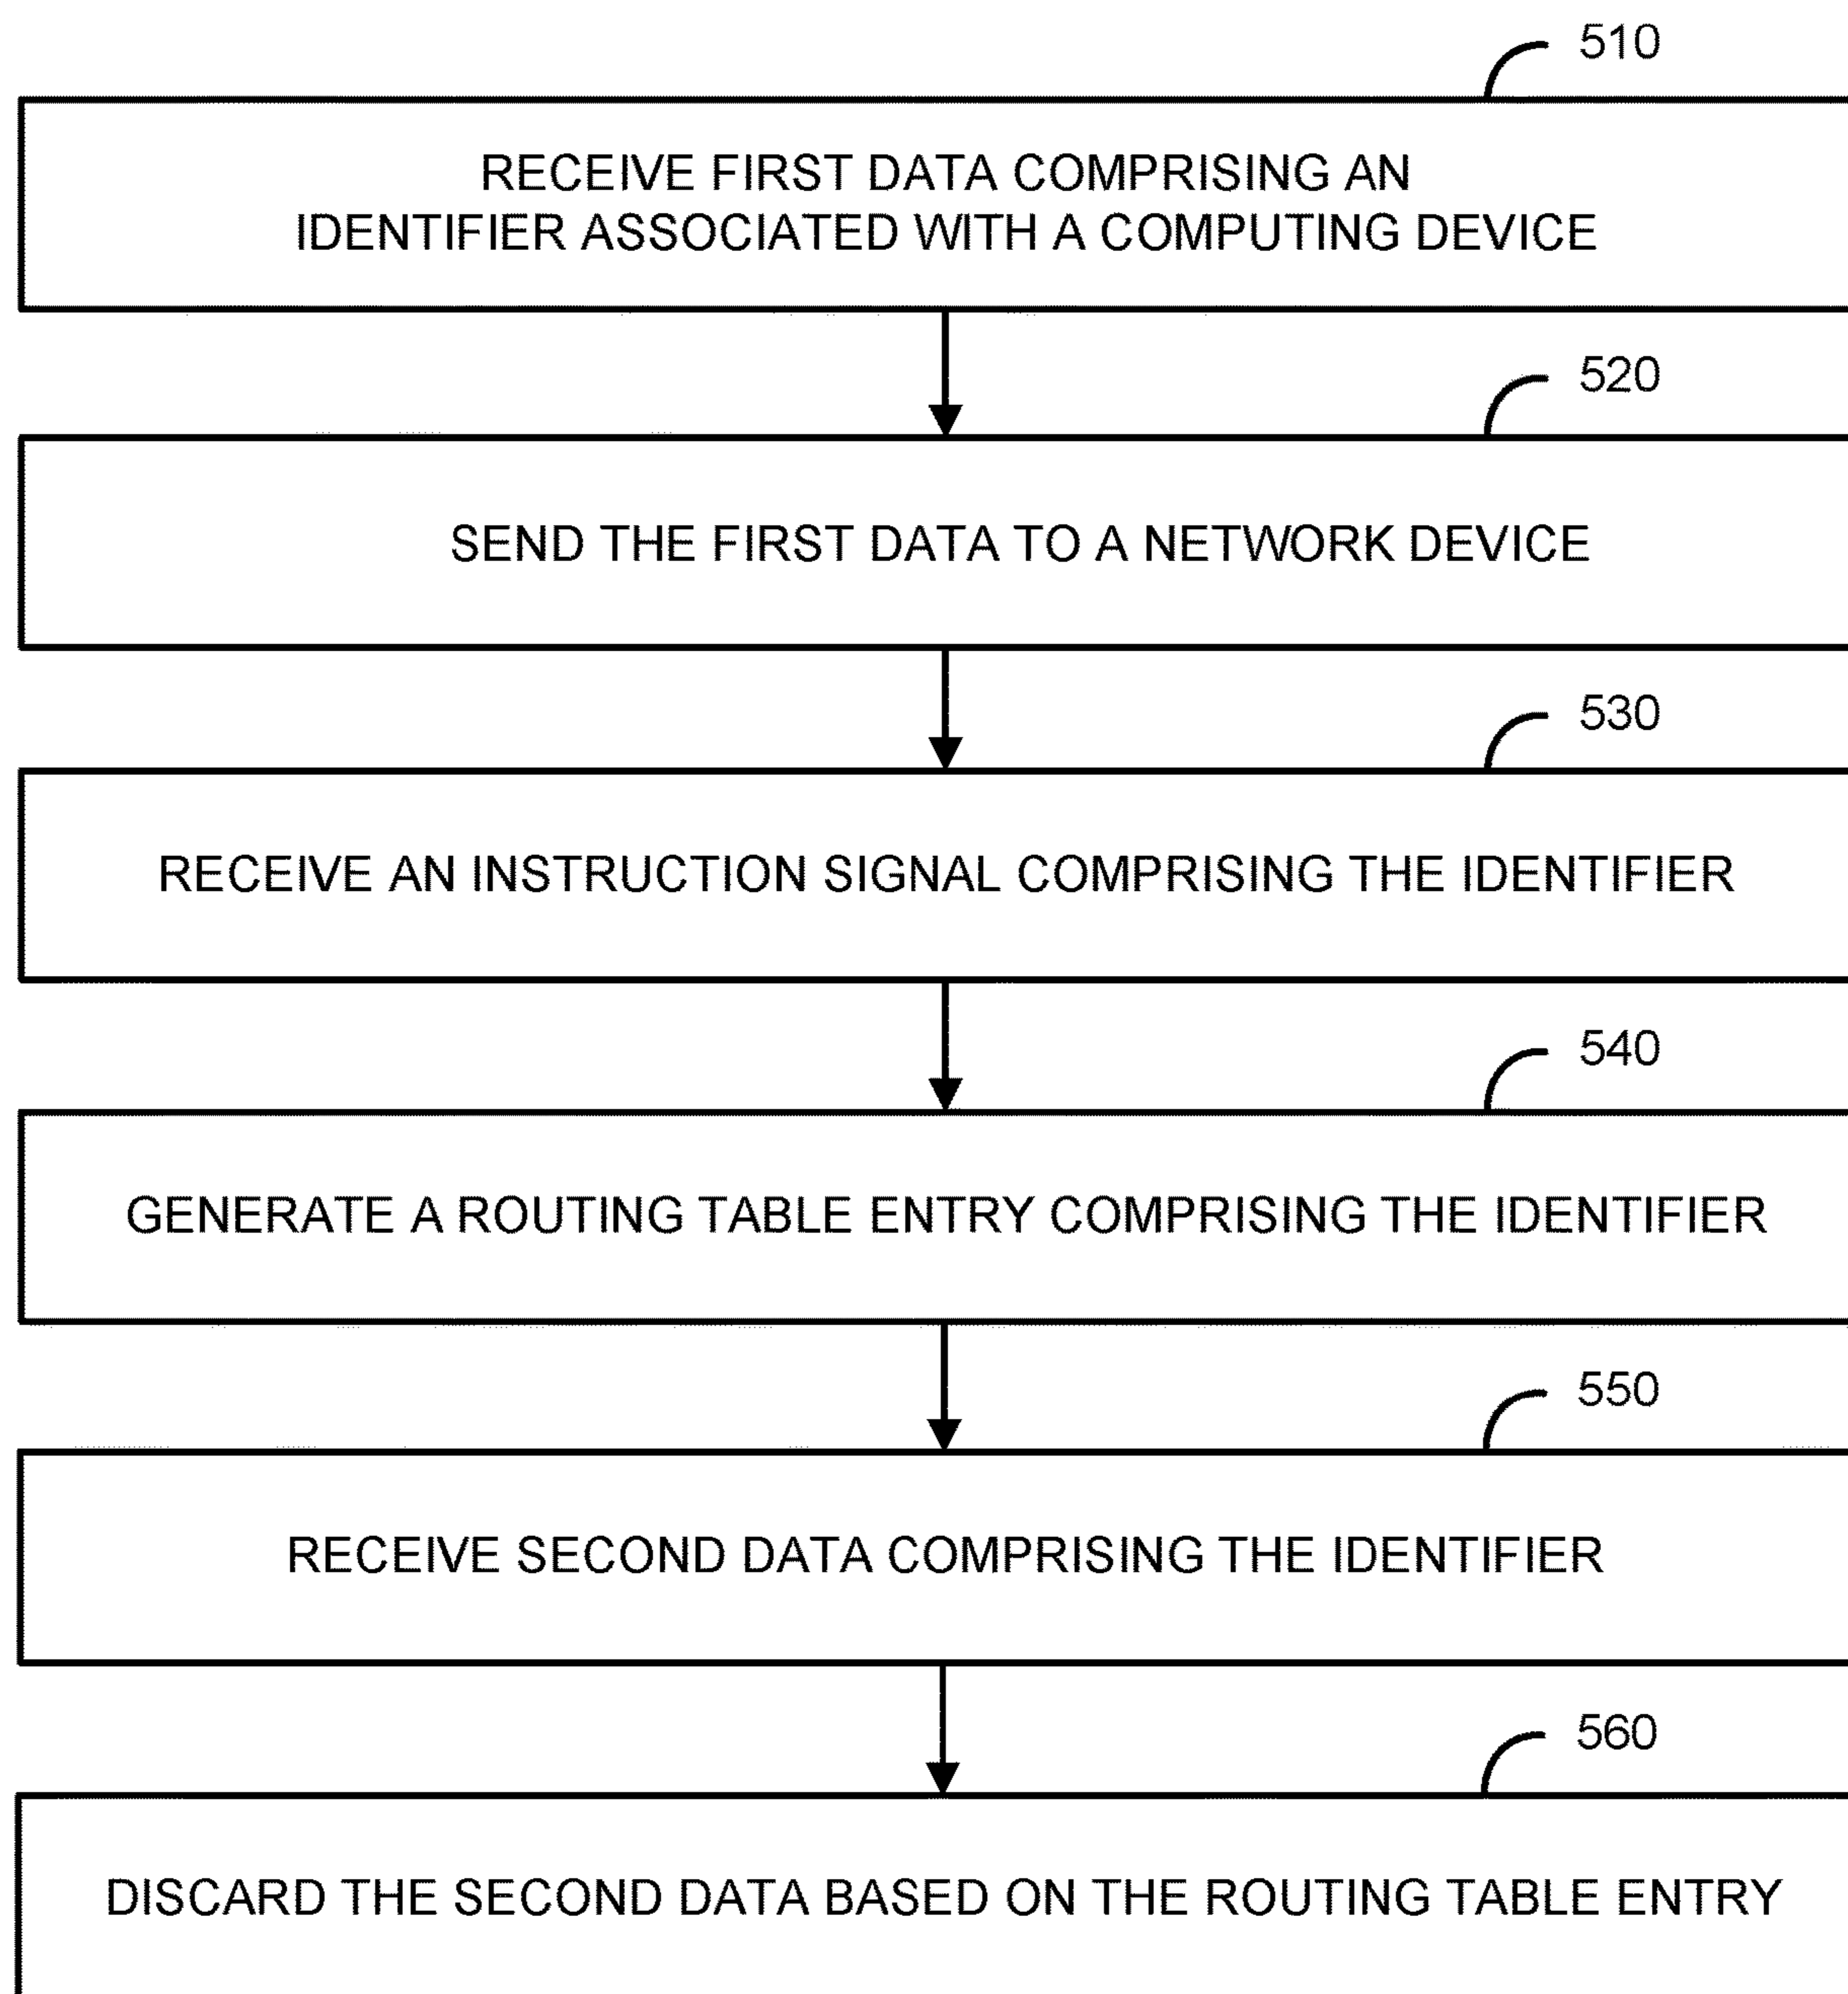 510
RECEIVE FIRST DATA COMPRISING AN
IDENTIFIER ASSOCIATED WITH A COMPUTING DEVICE
520
SEND THE FIRST DATA TO A NETWORK DEVICE
530
RECEIVE AN INSTRUCTION SIGNAL COMPRISING THE IDENTIFIER
540
GENERATE A ROUTING TABLE ENTRY COMPRISING THE IDENTIFIER
550
RECEIVE SECOND DATA COMPRISING THE IDENTIFIER
560
DISCARD THE SECOND DATA BASED ON THE ROUTING TABLE ENTRY